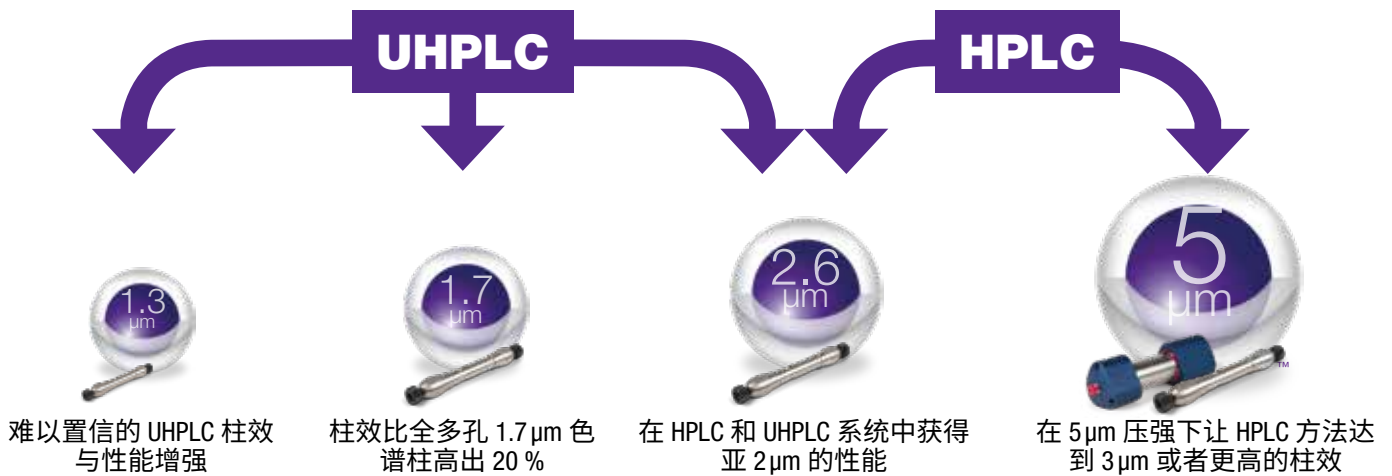 UHPLC
HPLC
1.3
µm
1.7
µm
2.6
µm
5
µm
™
难以置信的 UHPLC 柱效
与性能增强
柱效比全多孔 1.7 µm 色
谱柱高出 20 %
在 HPLC 和 UHPLC 系统中获得
亚 2 µm 的性能
在 5 µm 压强下让 HPLC 方法达
到 3 µm 或者更高的柱效